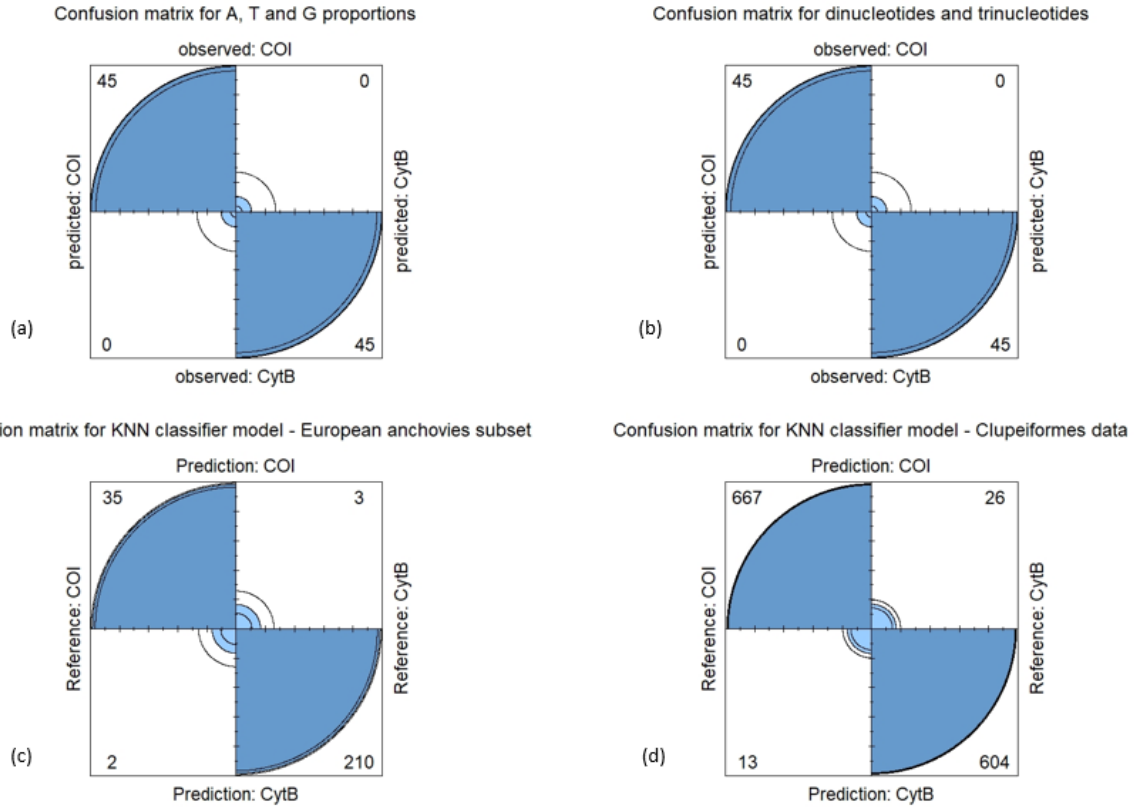 Confusion matrix for A, T and G proportions
observed: COI
45
0
predicted: COI
predicted: CytB
(a)
0
45
observed: CytB
Confusion matrix for dinucleotides and trinucleotides
observed: COI
45
0
predicted: COI
predicted: CytB
(b)
0
45
observed: CytB
ion matrix for KNN classifier model - European anchovies subset
Prediction: COI
35
3
Reference: COI
Reference: CytB
(c)
2
210
Prediction: CytB
Confusion matrix for KNN classifier model - Clupeiformes data
Prediction: COI
667
26
Reference: COI
Reference: CytB
(d)
13
604
Prediction: CytB